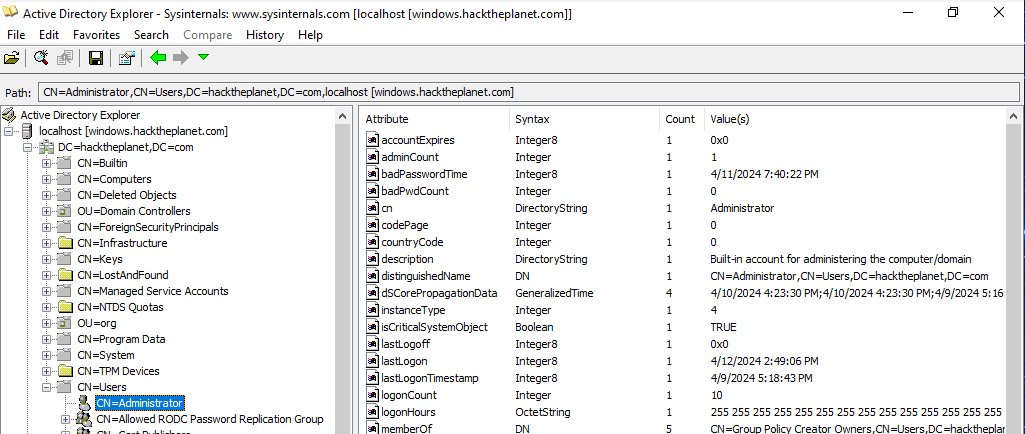 Active Directory Explorer - Sysinternals: www.sysinternals.com [localhost [windows.hacktheplanet.com]]
File Edit Favorites Search Compare History Help
Path: CN=Administrator,CN=Users,DC=hacktheplanet,DC=com,localhost [windows.hacktheplanet.com]
Active Directory Explorer
localhost [windows.hacktheplanet.com]
DC=hacktheplanet,DC=com
CN=Builtin
CN=Computers
CN=Deleted Objects
OU=Domain Controllers
CN=ForeignSecurityPrincipals
CN=Infrastructure
CN=Keys
CN=LostAndFound
CN=Managed Service Accounts
CN=NTDS Quotas
OU=org
CN=Program Data
CN=System
CN=TPM Devices
CN=Users
CN=Administrator
CN=Allowed RODC Password Replication Group
CN=Cert Publishers
Attribute Syntax Count Value(s)
accountExpires Integer8 1 0x0
adminCount Integer 1 1
badPasswordTime Integer8 1 4/11/2024 7:40:22 PM
badPwdCount Integer 1 0
cn DirectoryString 1 Administrator
codePage Integer 1 0
countryCode Integer 1 0
description DirectoryString 1 Built-in account for administering the computer/domain
distinguishedName DN 1 CN=Administrator,CN=Users,DC=hacktheplanet,DC=com
dSCorePropagationData GeneralizedTime 4 4/10/2024 4:23:30 PM;4/10/2024 4:23:30 PM;4/9/2024 5:16:
instanceType Integer 1 4
isCriticalSystemObject Boolean 1 TRUE
lastLogoff Integer8 1 0x0
lastLogon Integer8 1 4/12/2024 2:49:06 PM
lastLogonTimestamp Integer8 1 4/9/2024 5:18:43 PM
logonCount Integer 1 10
logonHours OctetString 1 255 255 255 255 255 255 255 255 255 255 255 255 255
memberOf DN 5 CN=Group Policy Creator Owners,CN=Users,DC=hacktheplan